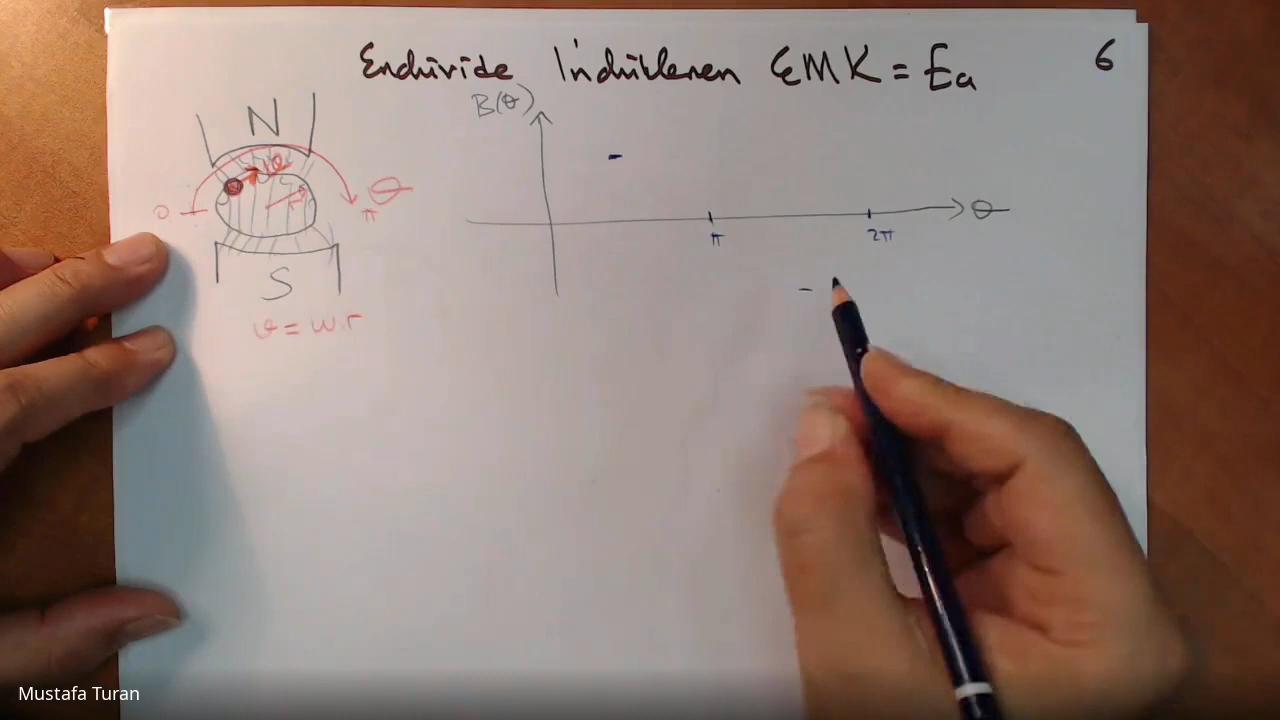 Endüvide İndüklenen EMK = Ea
6
B(θ)
N
θ
0
π
r
S
v = w.r
π
2π
θ
Mustafa Turan